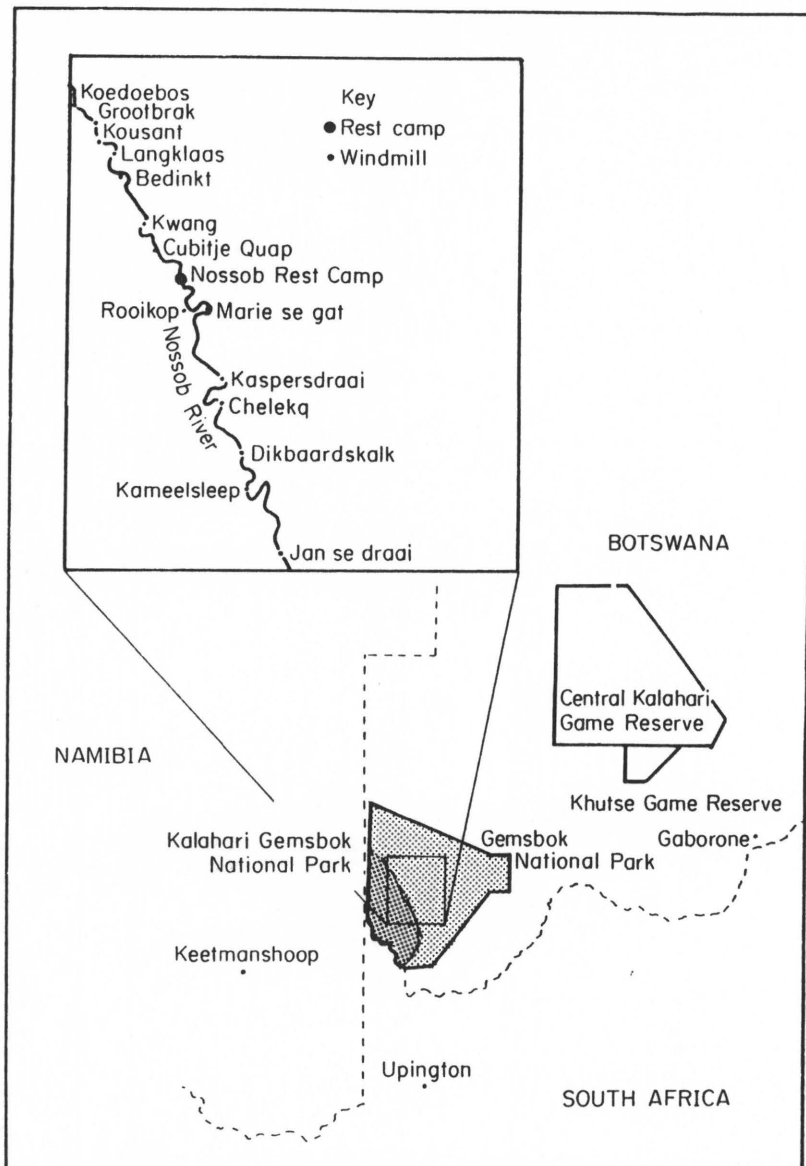 Koedoebos
Grootbrak
Kousant
Langklaas
Bedinkt
Kwang
Cubitje Quap
Nossob Rest Camp
Rooikop
Marie se gat
Nossob River
Kaspersdraai
Chelekq
Dikbaardskalk
Kameelsleep
Jan se draai
Key
Rest camp
Windmill
BOTSWANA
Central Kalahari
Game Reserve
NAMIBIA
Khutse Game Reserve
Kalahari Gemsbok
National Park
Gemsbok
National Park
Gaborone
Keetmanshoop
Upington
SOUTH AFRICA